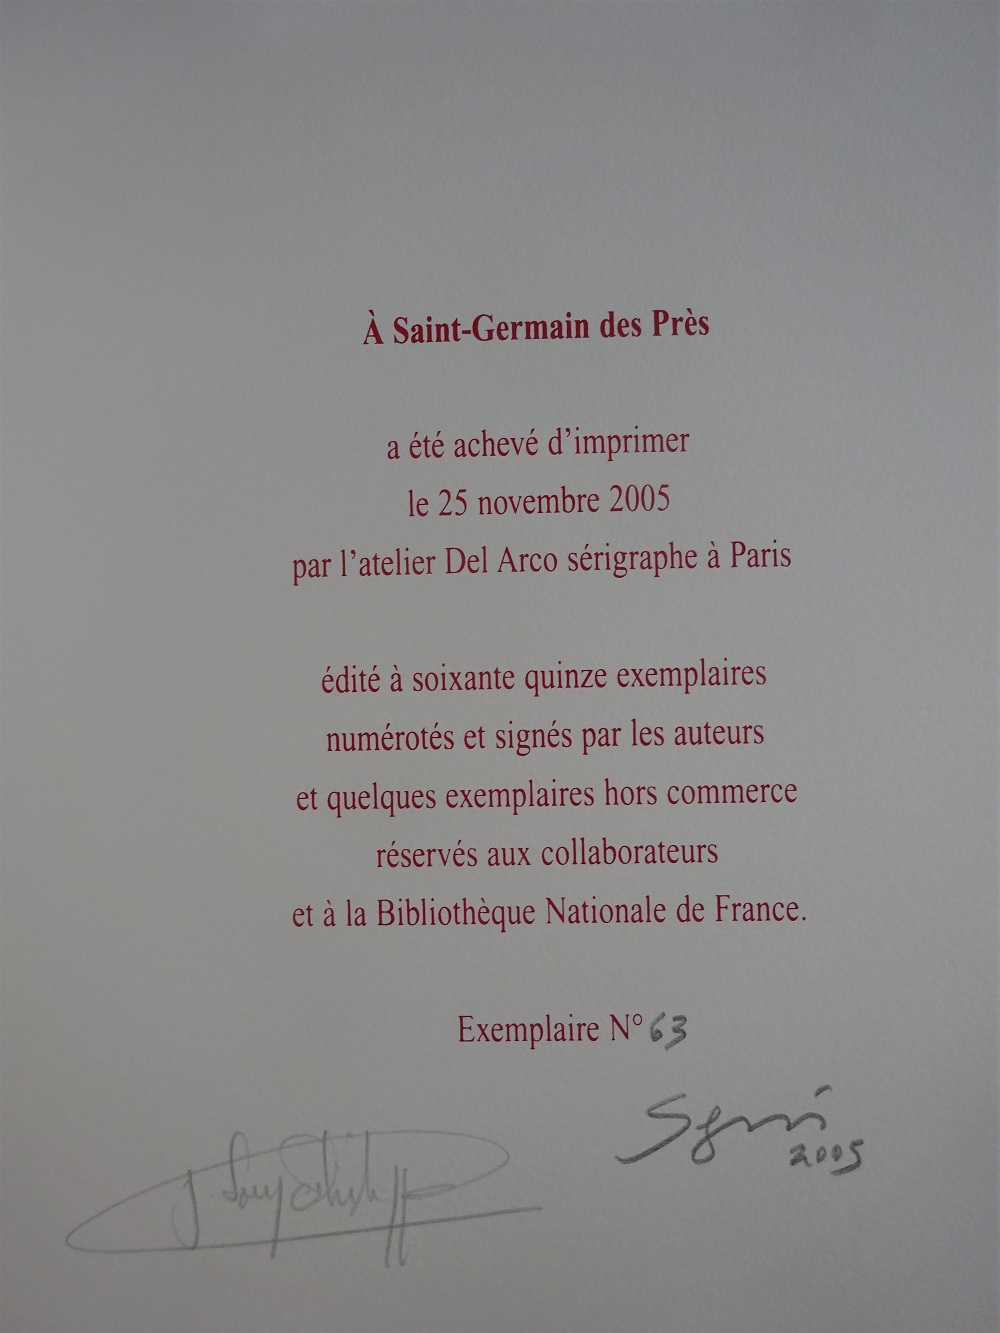 À Saint-Germain des Près
a été achevé d’imprimer
le 25 novembre 2005
par l’atelier Del Arco sérigraphe à Paris
édité à soixante quinze exemplaires
numérotés et signés par les auteurs
et quelques exemplaires hors commerce
réservés aux collaborateurs
et à la Bibliothèque Nationale de France.
Exemplaire N° 63
2005